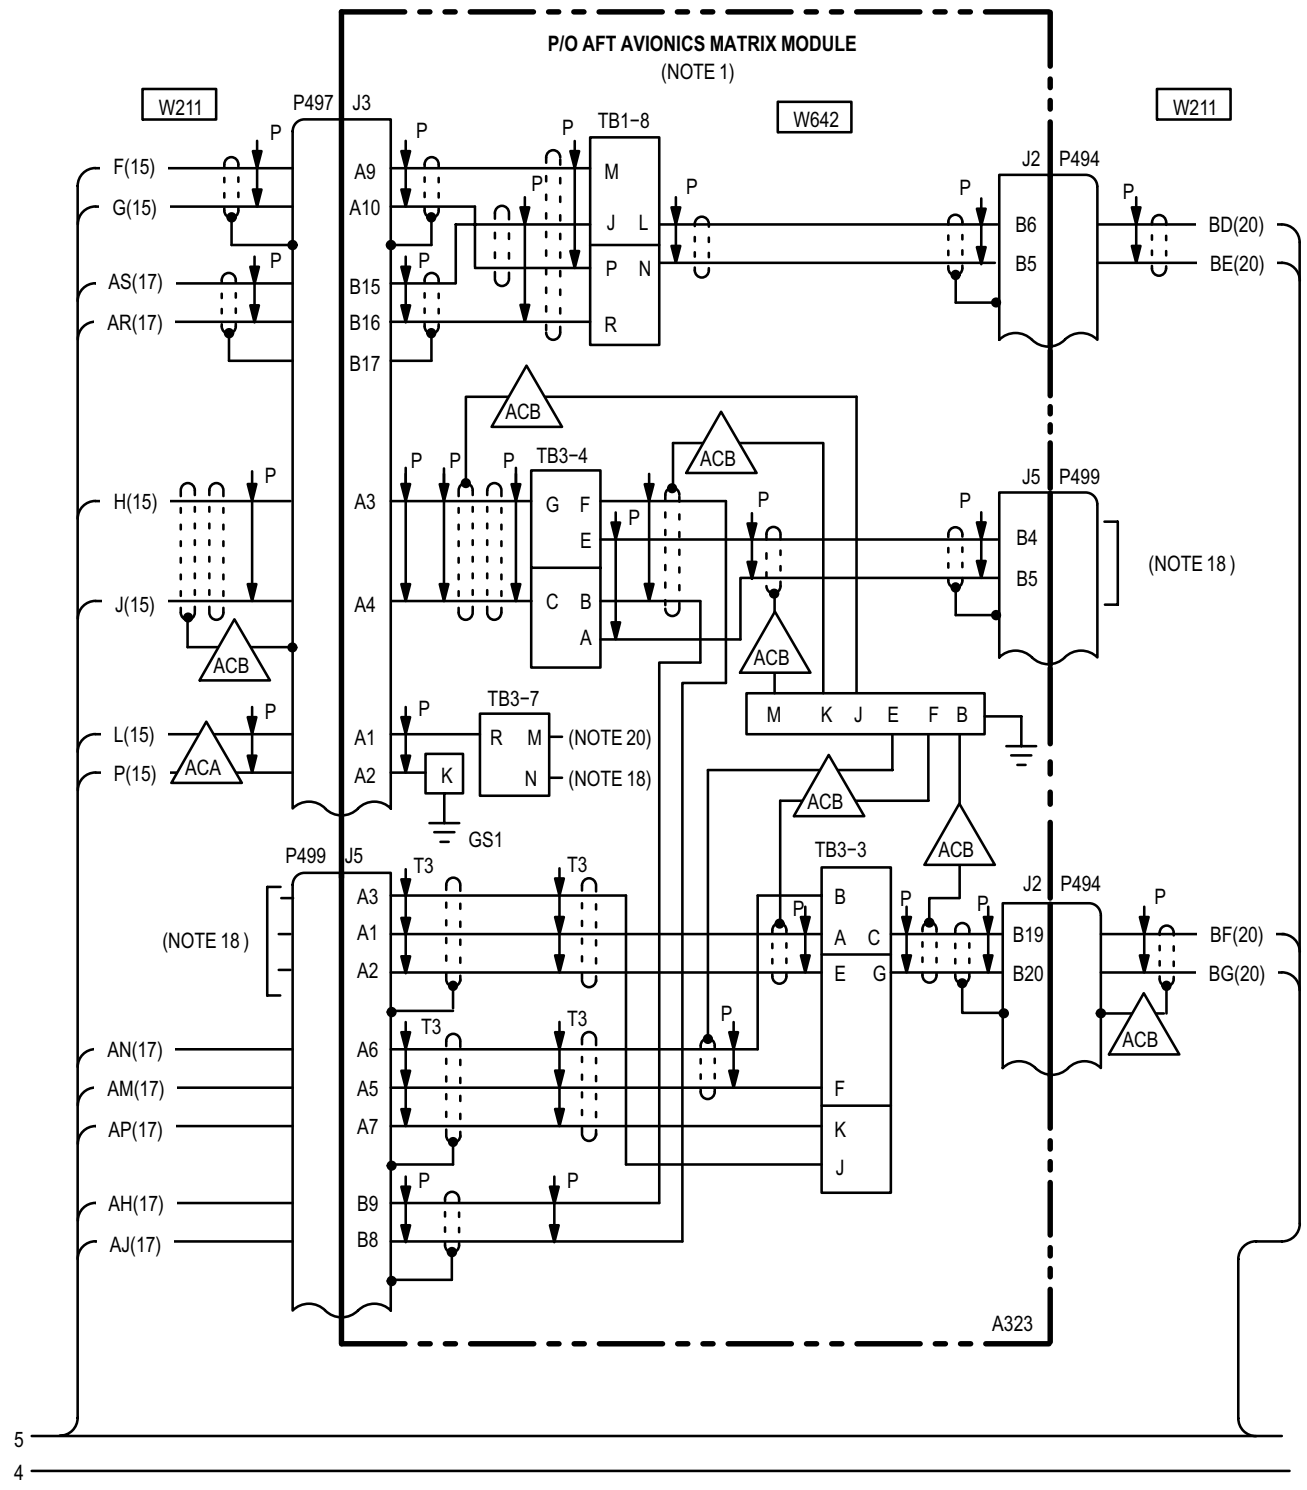 P/O AFT AVIONICS MATRIX MODULE
(NOTE 1)
W211
P497
J3
TB1-8
W642
W211
P
P
P
F(15)
A9
M
J2
P494
G(15)
A10
P
P
P
P
J
L
B6
BD(20)
P
P
P
N
B5
BE(20)
AS(17)
B15
AR(17)
B16
R
B17
ACB
ACB
TB3-4
P
P
P
P
J5
P499
H(15)
A3
G
F
P
P
P
E
B4
(NOTE 18)
B5
J(15)
A4
C
B
A
ACB
ACB
TB3-7
P
P
M
K
J
E
F
B
L(15)
A1
R
M
(NOTE 20)
P(15)
ACA
A2
K
N
(NOTE 18)
ACB
GS1
ACB
P499
J5
T3
T3
TB3-3
J2
P494
A3
B
P
P
P
P
(NOTE 18)
A1
A
C
B19
BF(20)
A2
E
G
B20
BG(20)
T3
T3
P
ACB
AN(17)
A6
AM(17)
A5
F
AP(17)
A7
K
J
P
P
AH(17)
B9
AJ(17)
B8
A323
5
4